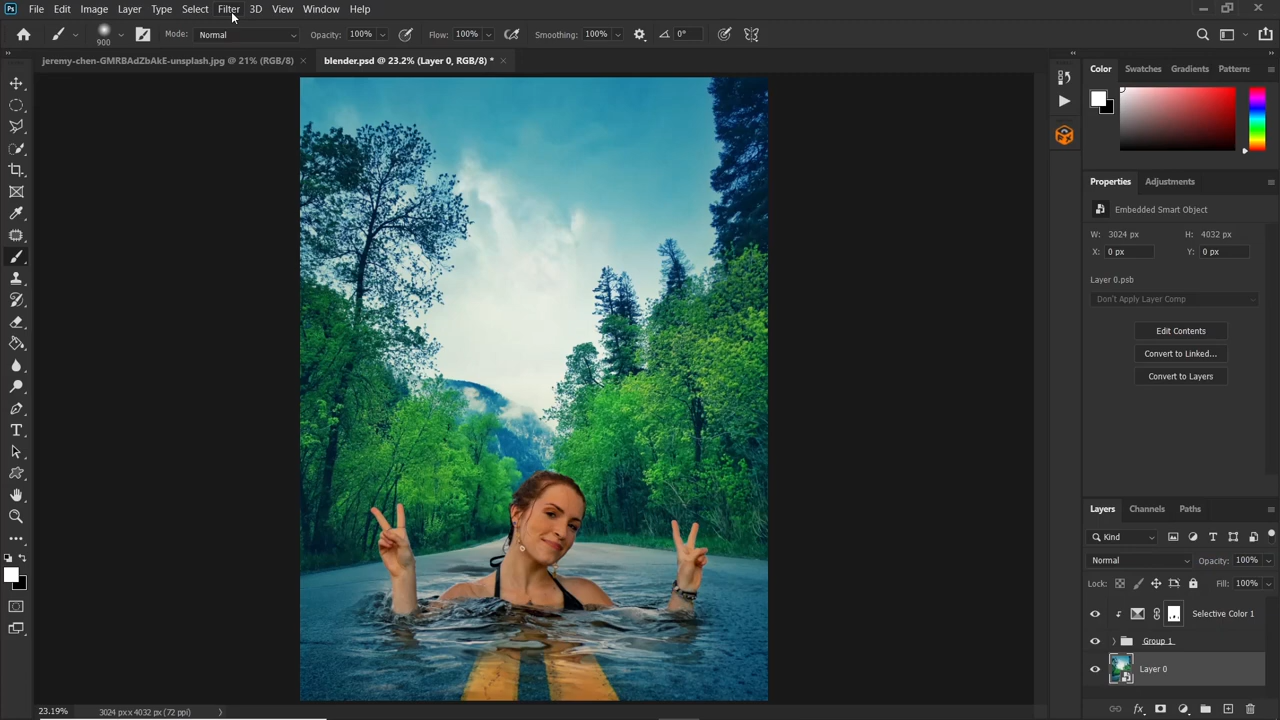 Ps File Edit Image Layer Type Select Filter 3D View Window Help
900 Mode: Normal Opacity: 100% Flow: 100% Smoothing: 100% 0°
jeremy-chen-GMRBAdZbAkE-unsplash.jpg @ 21% (RGB/8) × blender.psd @ 23.2% (Layer 0, RGB/8) * ×
Color Swatches Gradients Patterns
Properties Adjustments
Embedded Smart Object
W: 3024 px H: 4032 px
X: 0 px Y: 0 px
Layer 0.psb
Don't Apply Layer Comp
Edit Contents
Convert to Linked...
Convert to Layers
Layers Channels Paths
Kind
Normal Opacity: 100%
Lock: Fill: 100%
Selective Color 1
Group 1
Layer 0
23.19% 3024 px x 4032 px (72 ppi)